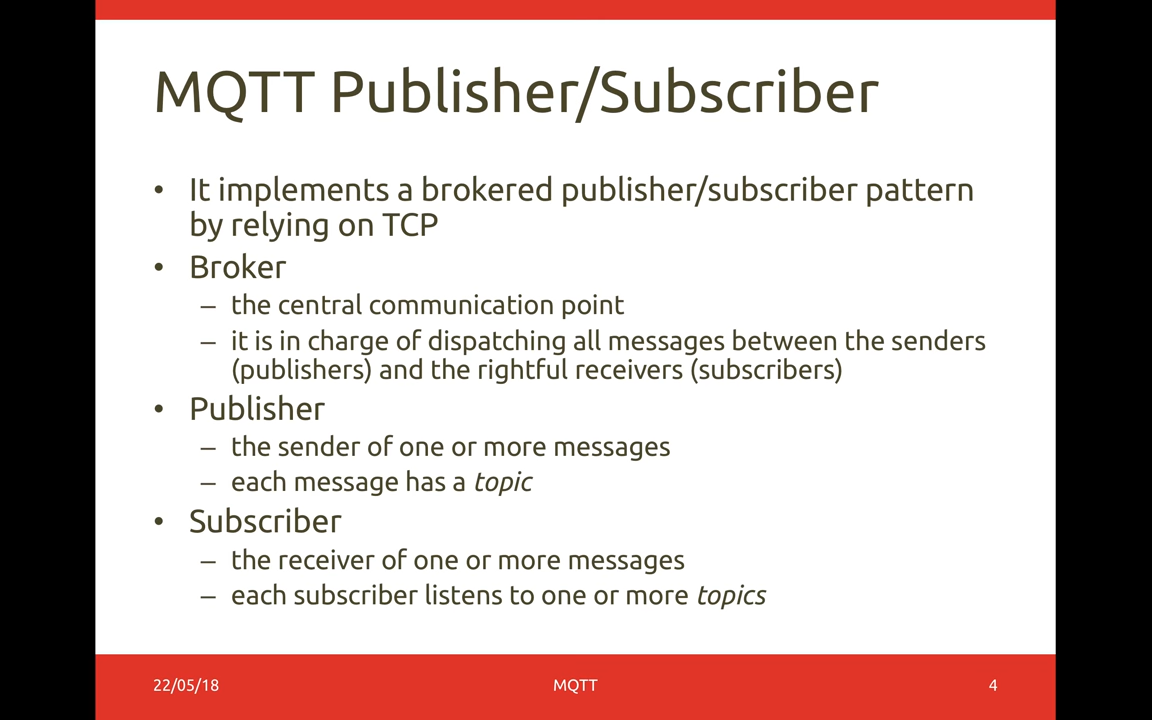 MQTT Publisher/Subscriber
• It implements a brokered publisher/subscriber pattern
by relying on TCP
• Broker
– the central communication point
– it is in charge of dispatching all messages between the senders
(publishers) and the rightful receivers (subscribers)
• Publisher
– the sender of one or more messages
– each message has a topic
• Subscriber
– the receiver of one or more messages
– each subscriber listens to one or more topics
22/05/18 MQTT 4